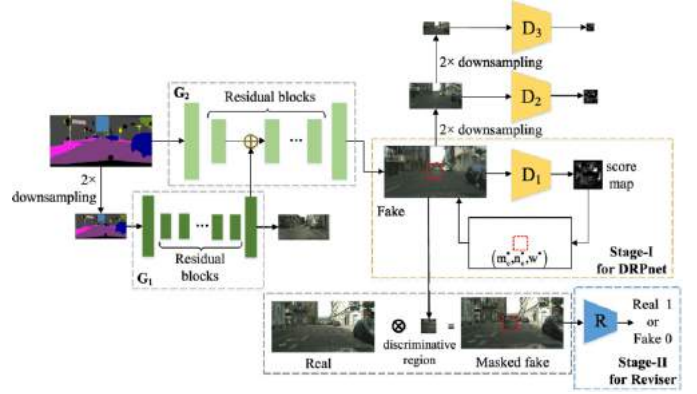 D3
2× downsampling
G2
Residual blocks
...
D2
2× downsampling
2×
downsampling
Fake
D1
score
map
...
Residual
blocks
G1
(m*c,n*c,w*)
Stage-I
for DRPnet
Real
⊗
discriminative
region
=
Masked fake
R
Real 1
or
Fake 0
Stage-II
for Reviser